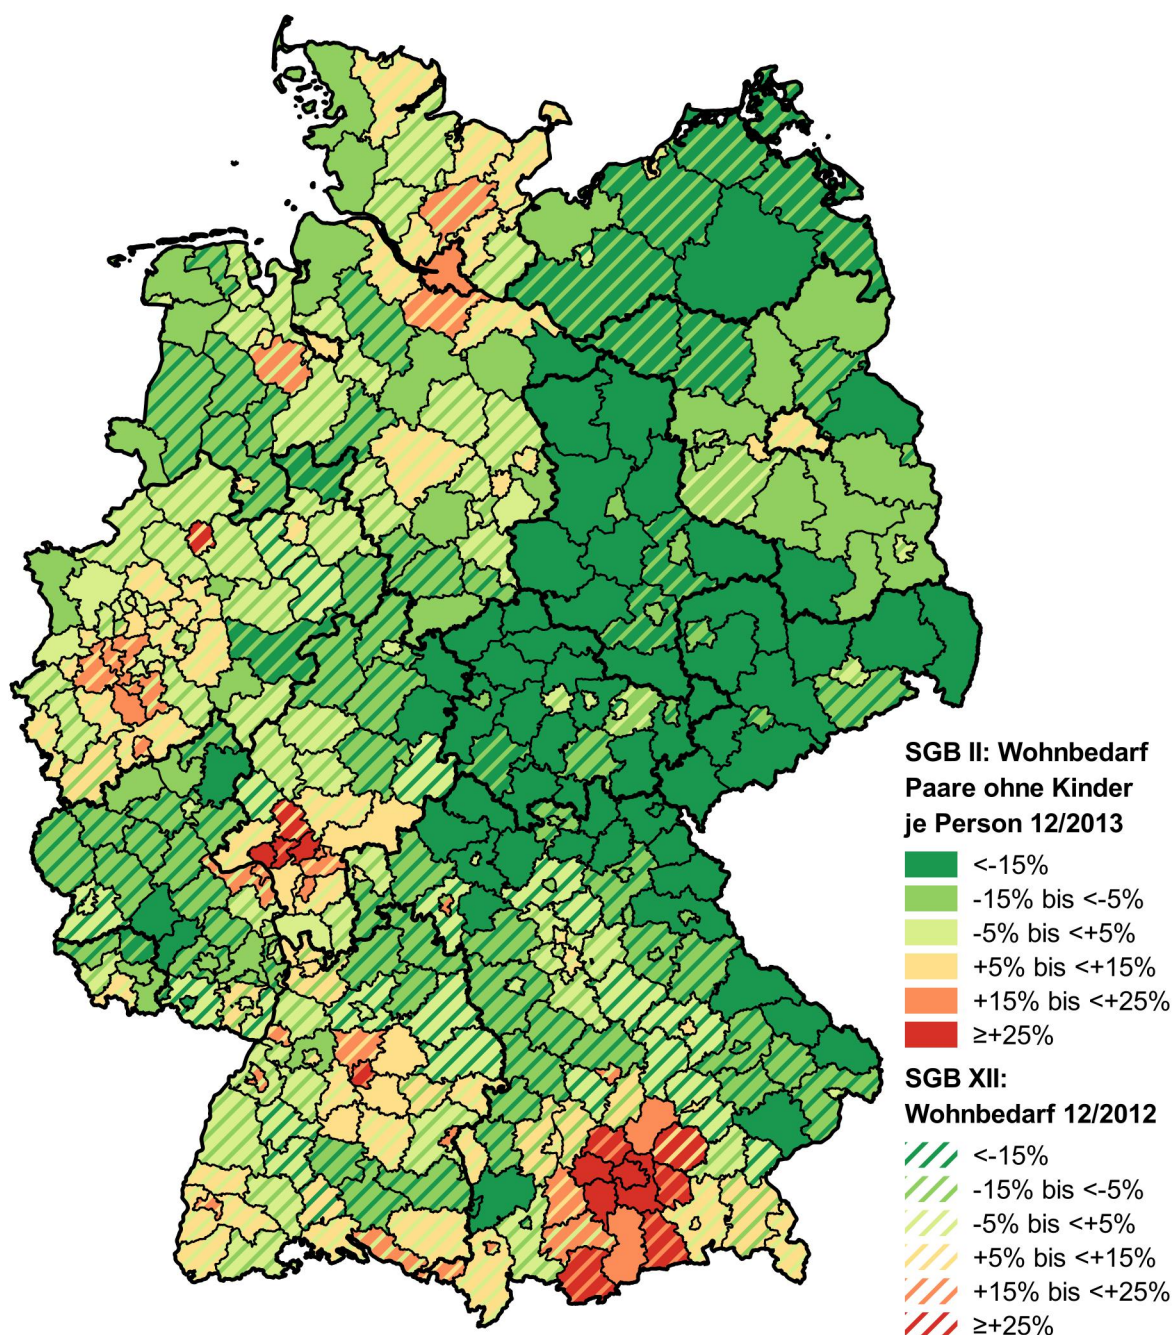 SGB II: Wohnbedarf
Paare ohne Kinder
je Person 12/2013
<-15%
-15% bis <-5%
-5% bis <+5%
+5% bis <+15%
+15% bis <+25%
≥+25%
SGB XII:
Wohnbedarf 12/2012
<-15%
-15% bis <-5%
-5% bis <+5%
+5% bis <+15%
+15% bis <+25%
≥+25%